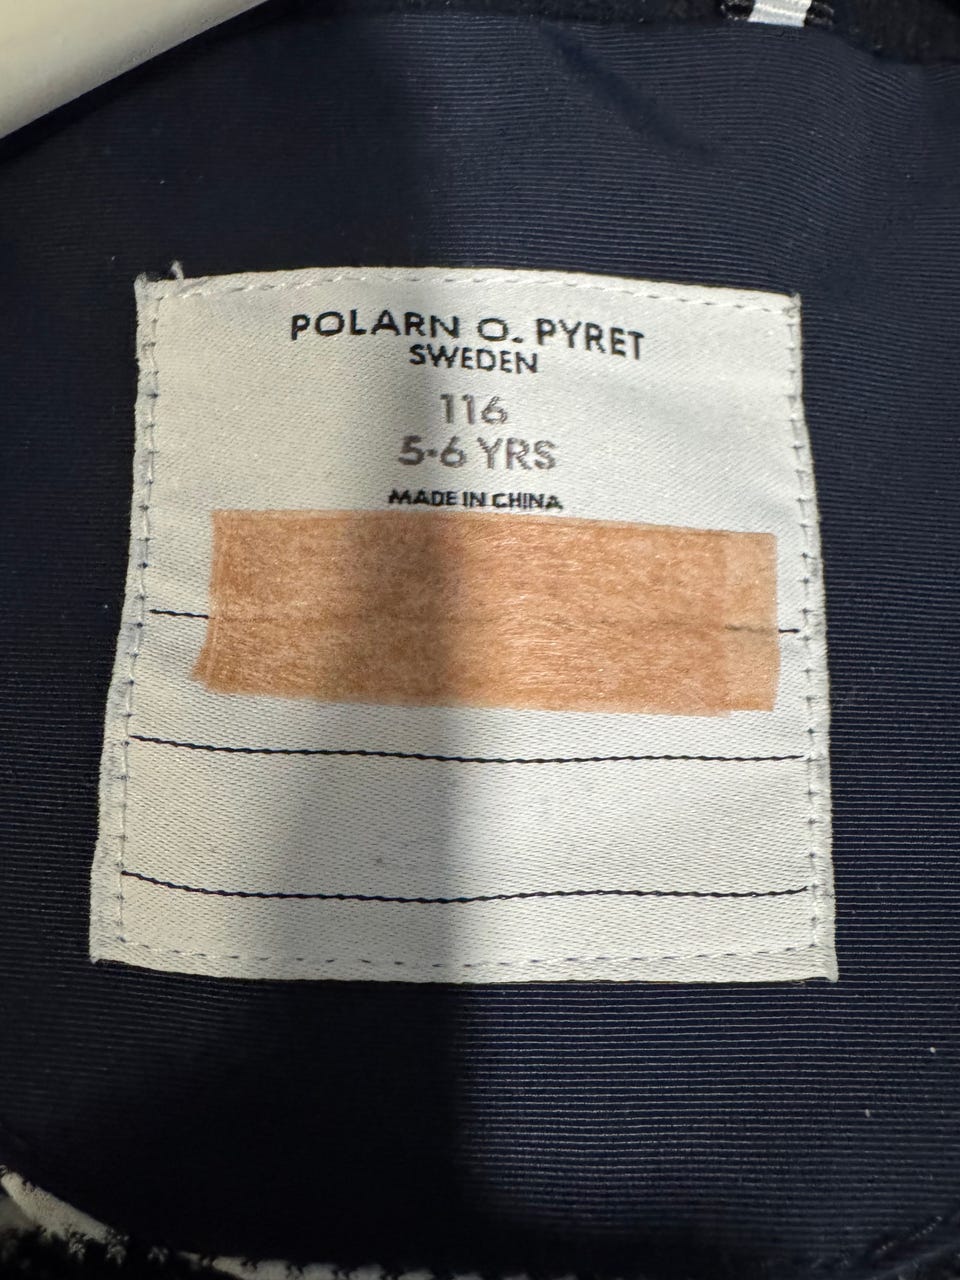 POLARN O. PYRET
SWEDEN
116
5-6 YRS
MADE IN CHINA